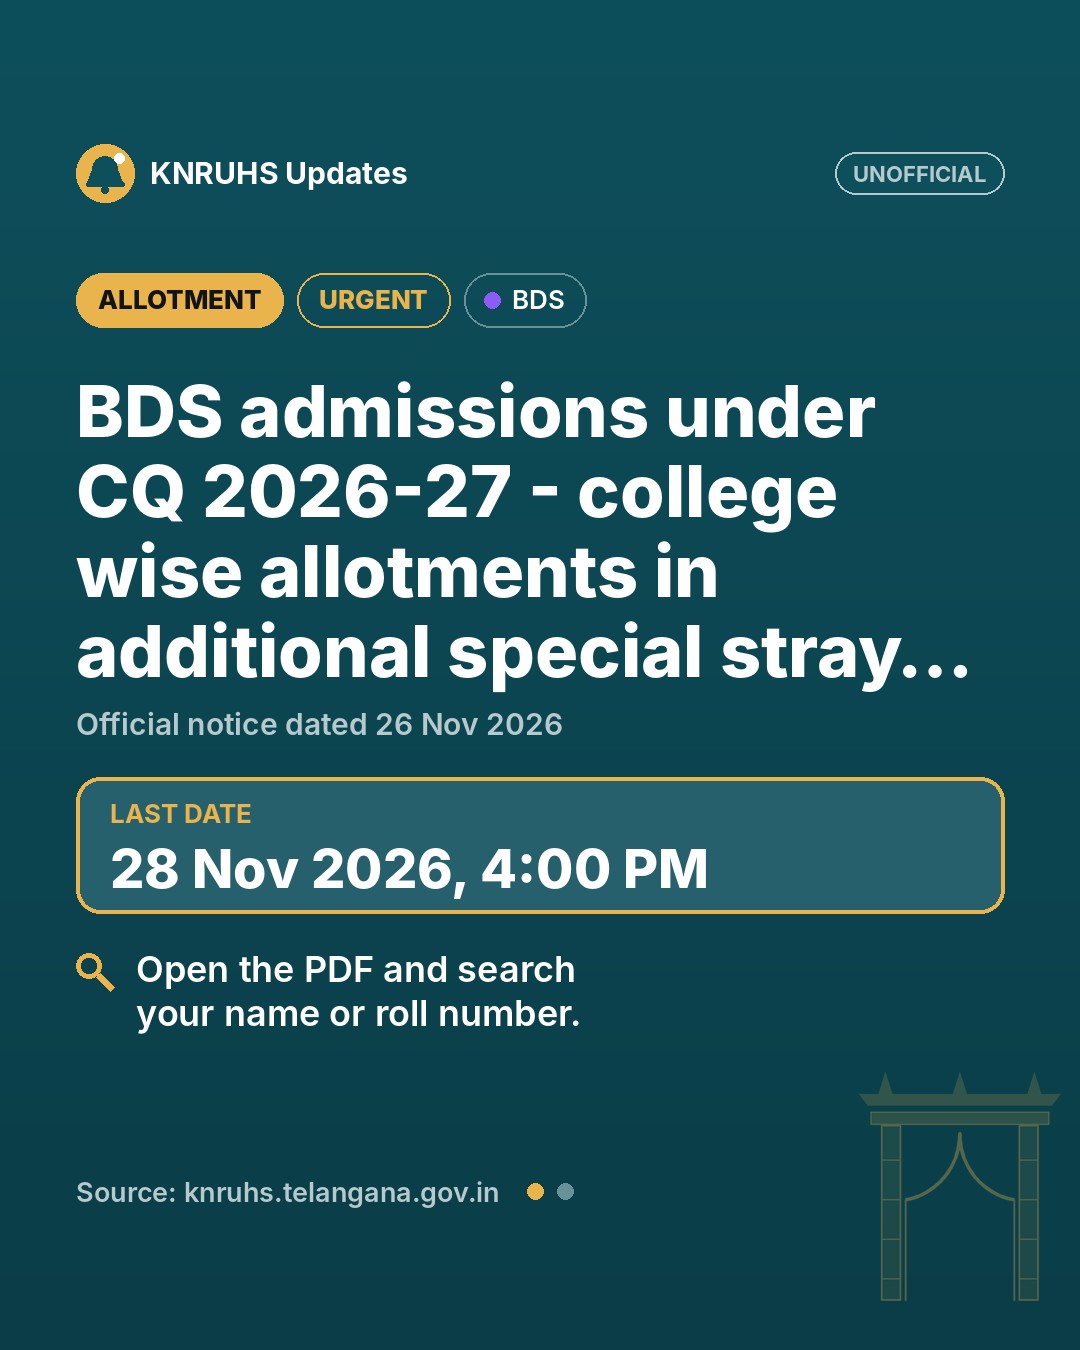 KNRUHS Updates
UNOFFICIAL
ALLOTMENT
URGENT
BDS
BDS admissions under
CQ 2026-27 - college
wise allotments in
additional special stray...
Official notice dated 26 Nov 2026
LAST DATE
28 Nov 2026, 4:00 PM
Open the PDF and search
your name or roll number.
Source: knruhs.telangana.gov.in